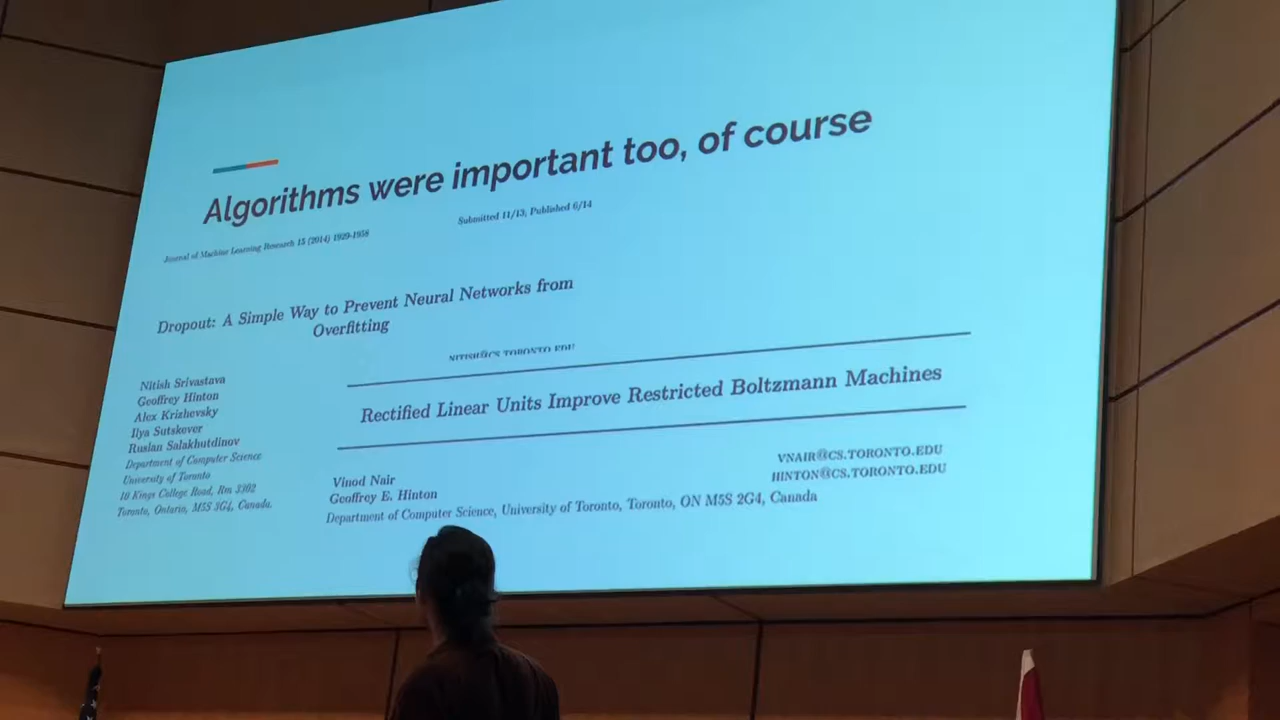 Algorithms were important too, of course
Journal of Machine Learning Research 15 (2014) 1929-1958
Submitted 11/13; Published 6/14
Dropout: A Simple Way to Prevent Neural Networks from
Overfitting
Nitish Srivastava
NITISH@CS.TORONTO.EDU
Geoffrey Hinton
Alex Krizhevsky
Ilya Sutskever
Ruslan Salakhutdinov
Department of Computer Science
University of Toronto
10 Kings College Road, Rm 3302
Toronto, Ontario, M5S 3G4, Canada.
Rectified Linear Units Improve Restricted Boltzmann Machines
Vinod Nair
VNAIR@CS.TORONTO.EDU
Geoffrey E. Hinton
HINTON@CS.TORONTO.EDU
Department of Computer Science, University of Toronto, Toronto, ON M5S 2G4, Canada